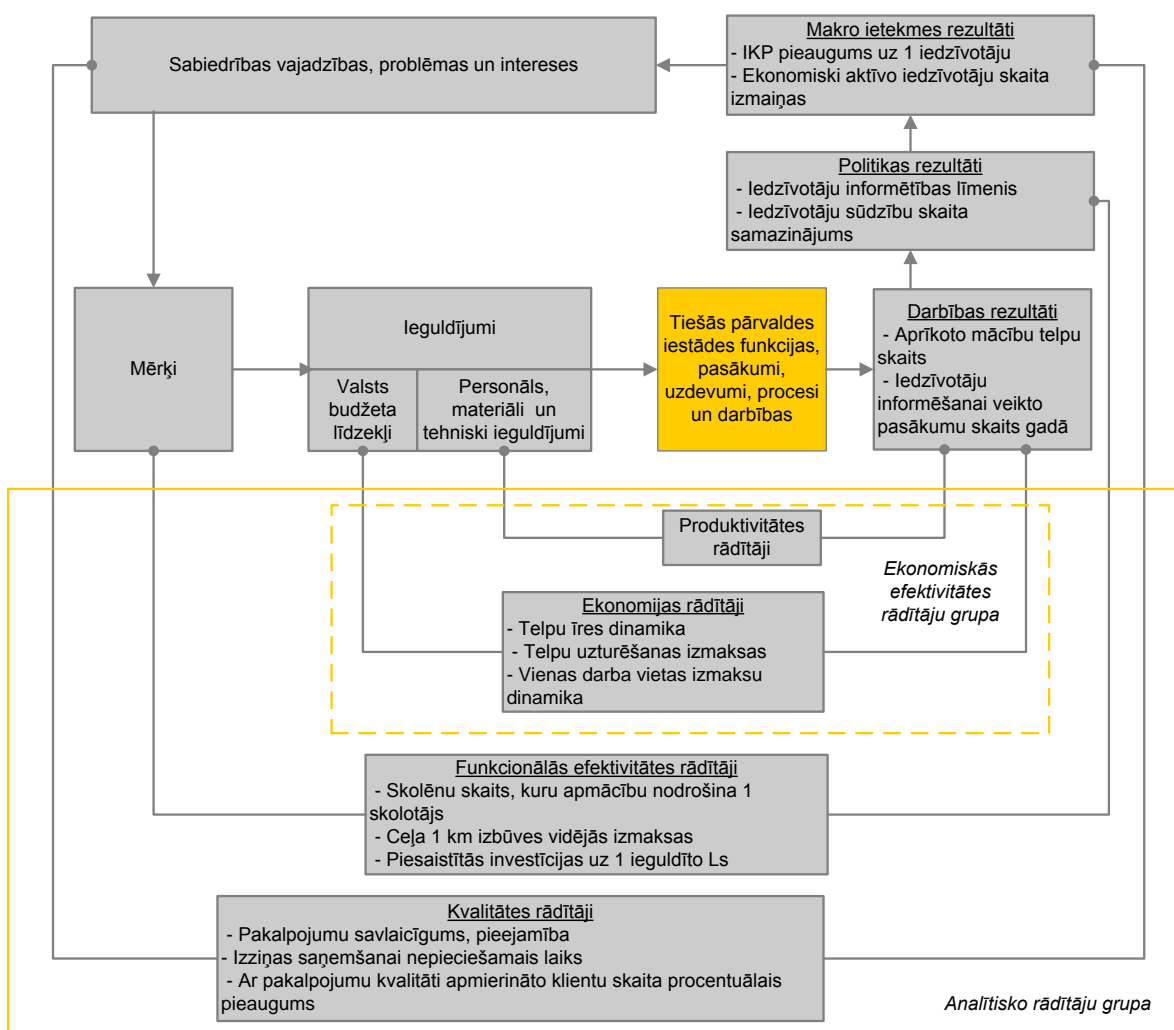 Sabiedrības vajadzības, problēmas un intereses
Makro ietekmes rezultāti
- IKP pieaugums uz 1 iedzīvotāju
- Ekonomiski aktīvo iedzīvotāju skaita
izmaiņas
Politikas rezultāti
- Iedzīvotāju informētības līmenis
- Iedzīvotāju sūdzību skaita
samazinājums
Mērķi
Ieguldījumi
Valsts
budžeta
līdzekļi
Personāls,
materiāli un
tehniski ieguldījumi
Tiešās pārvaldes
iestādes funkcijas,
pasākumi,
uzdevumi, procesi
un darbības
Darbības rezultāti
- Aprīkoto mācību telpu
skaits
- Iedzīvotāju
informēšanai veikto
pasākumu skaits gadā
Produktivitātes
rādītāji
Ekonomiskās
efektivitātes
rādītāju grupa
Ekonomijas rādītāji
- Telpu īres dinamika
- Telpu uzturēšanas izmaksas
- Vienas darba vietas izmaksu
dinamika
Funkcionālās efektivitātes rādītāji
- Skolēnu skaits, kuru apmācību nodrošina 1
skolotājs
- Ceļa 1 km izbūves vidējās izmaksas
- Piesaistītās investīcijas uz 1 ieguldīto Ls
Kvalitātes rādītāji
- Pakalpojumu savlaicīgums, pieejamība
- Izziņas saņemšanai nepieciešamais laiks
- Ar pakalpojumu kvalitāti apmierināto klientu skaita procentuālais
pieaugums
Analītisko rādītāju grupa